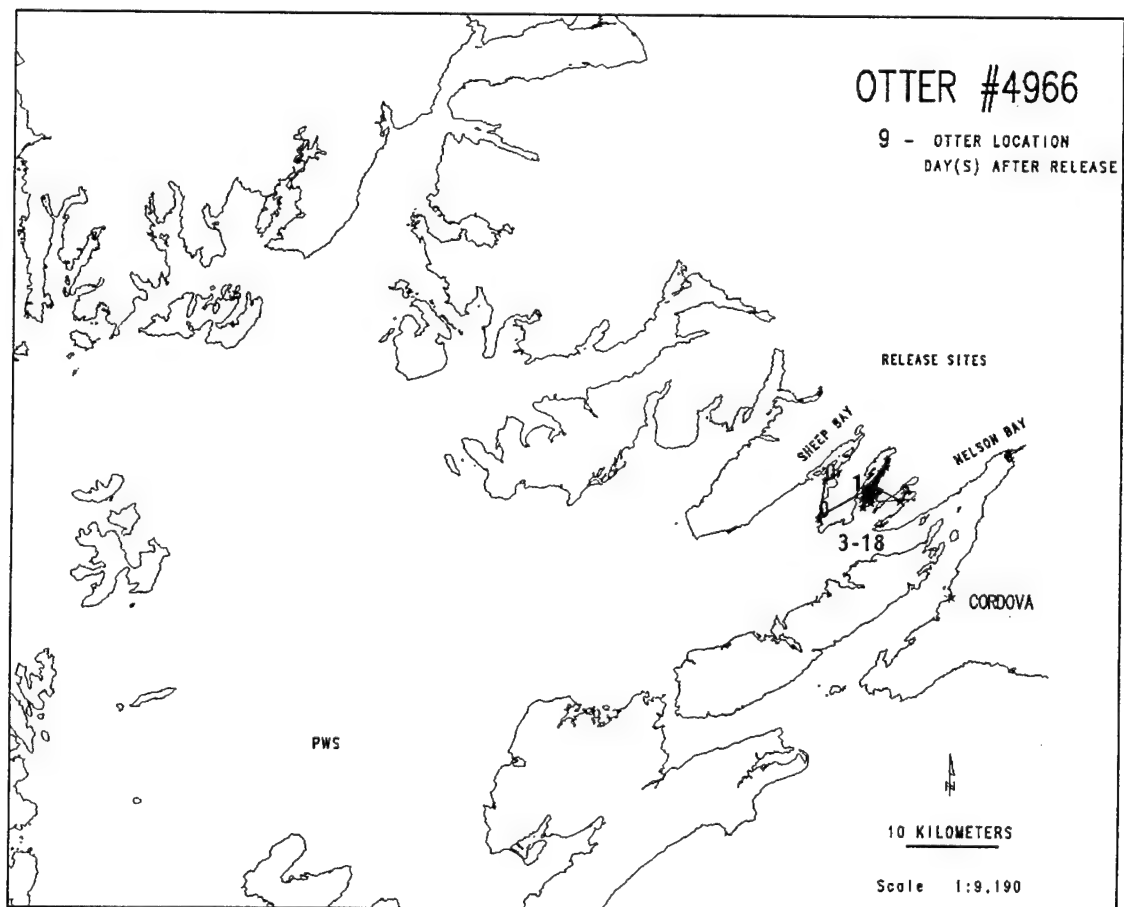 OTTER #4966
9 - OTTER LOCATION
DAY(S) AFTER RELEASE
RELEASE SITES
SHEEP BAY
NELSON BAY
1
0
3-18
CORDOVA
PWS
N
10 KILOMETERS
Scale 1:9,190